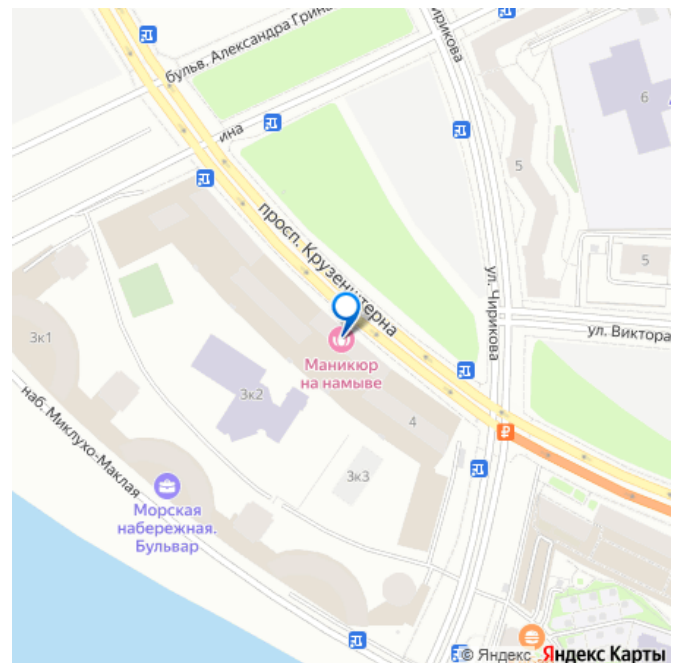 бульв. Александра Грина
ирикова
ина
6
5
просп. Крузенштерна
5
ул. Чирикова
ул. Виктора
3к1
Маникюр
на намыве
3к2
4
наб. Миклухо-Маклая
3к3
Морская
набережная.
Бульвар
₽
© Яндекс Яндекс Карты